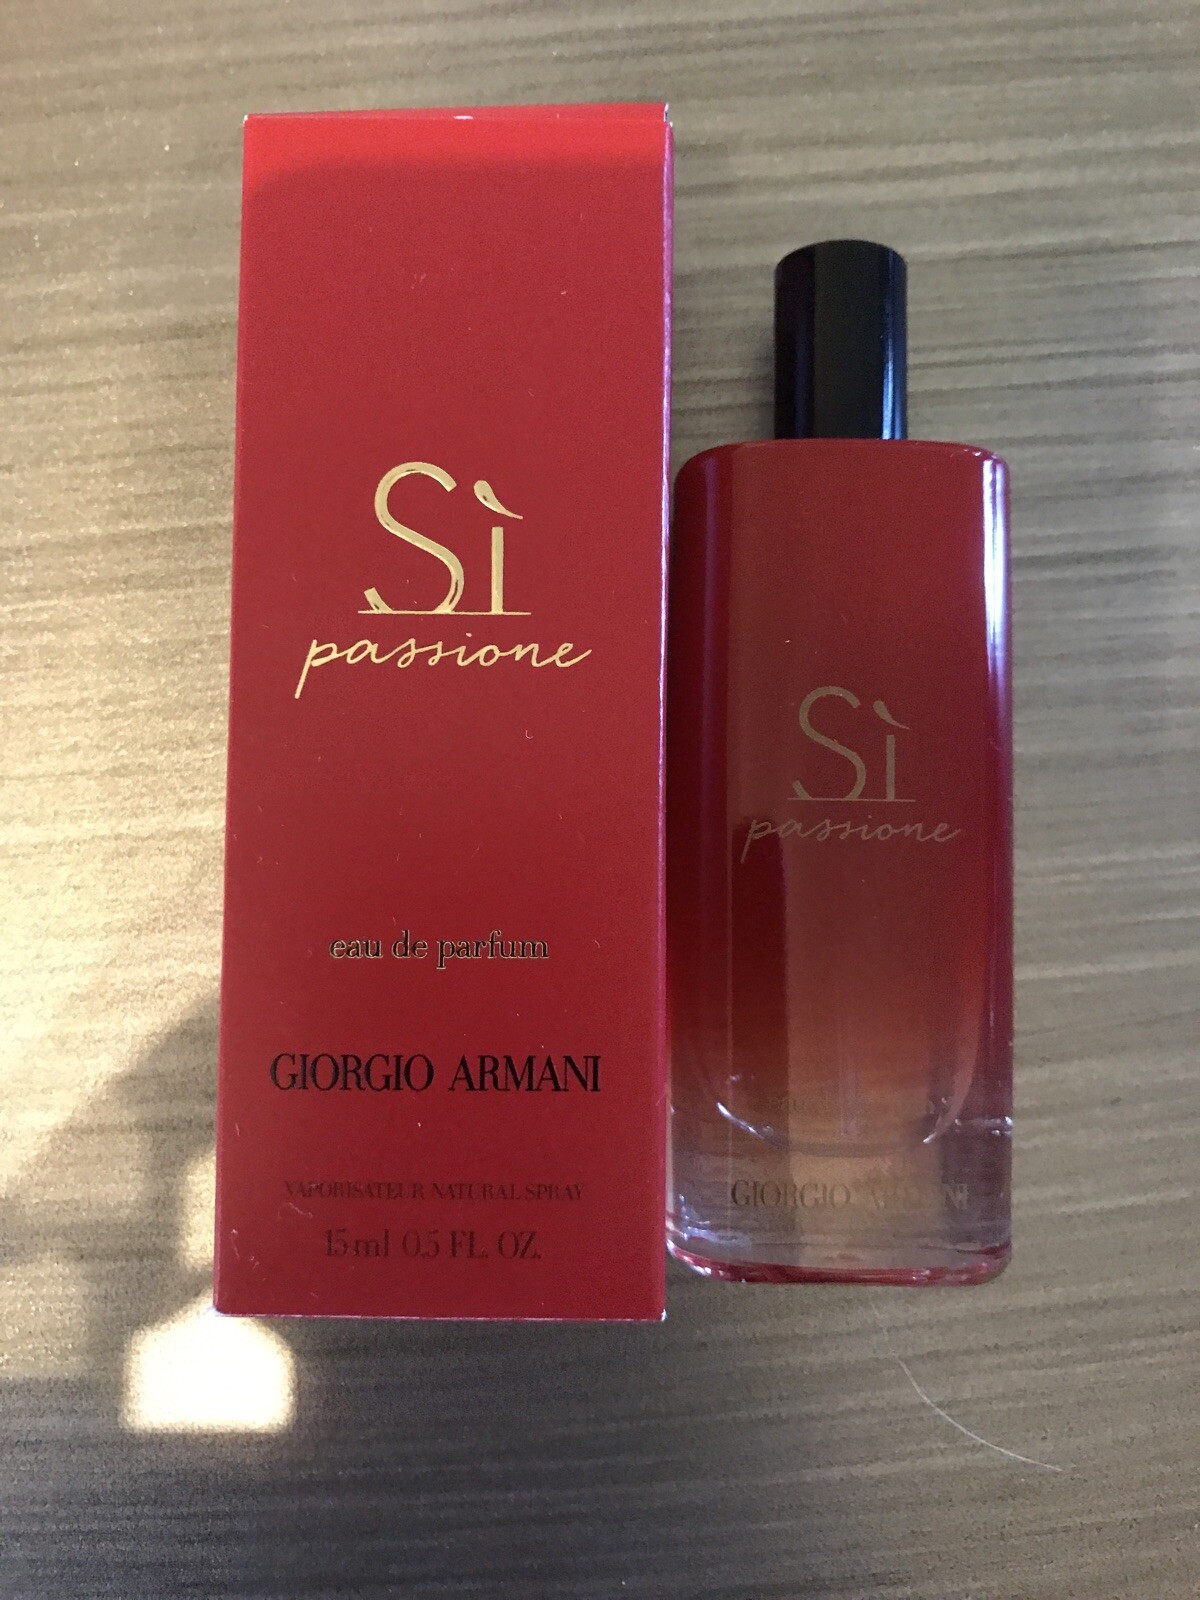 Sì
passione
eau de parfum
GIORGIO ARMANI
VAPORISATEUR NATURAL SPRAY
15 ml 0.5 FL. OZ.
Sì
passione
GIORGIO ARMANI